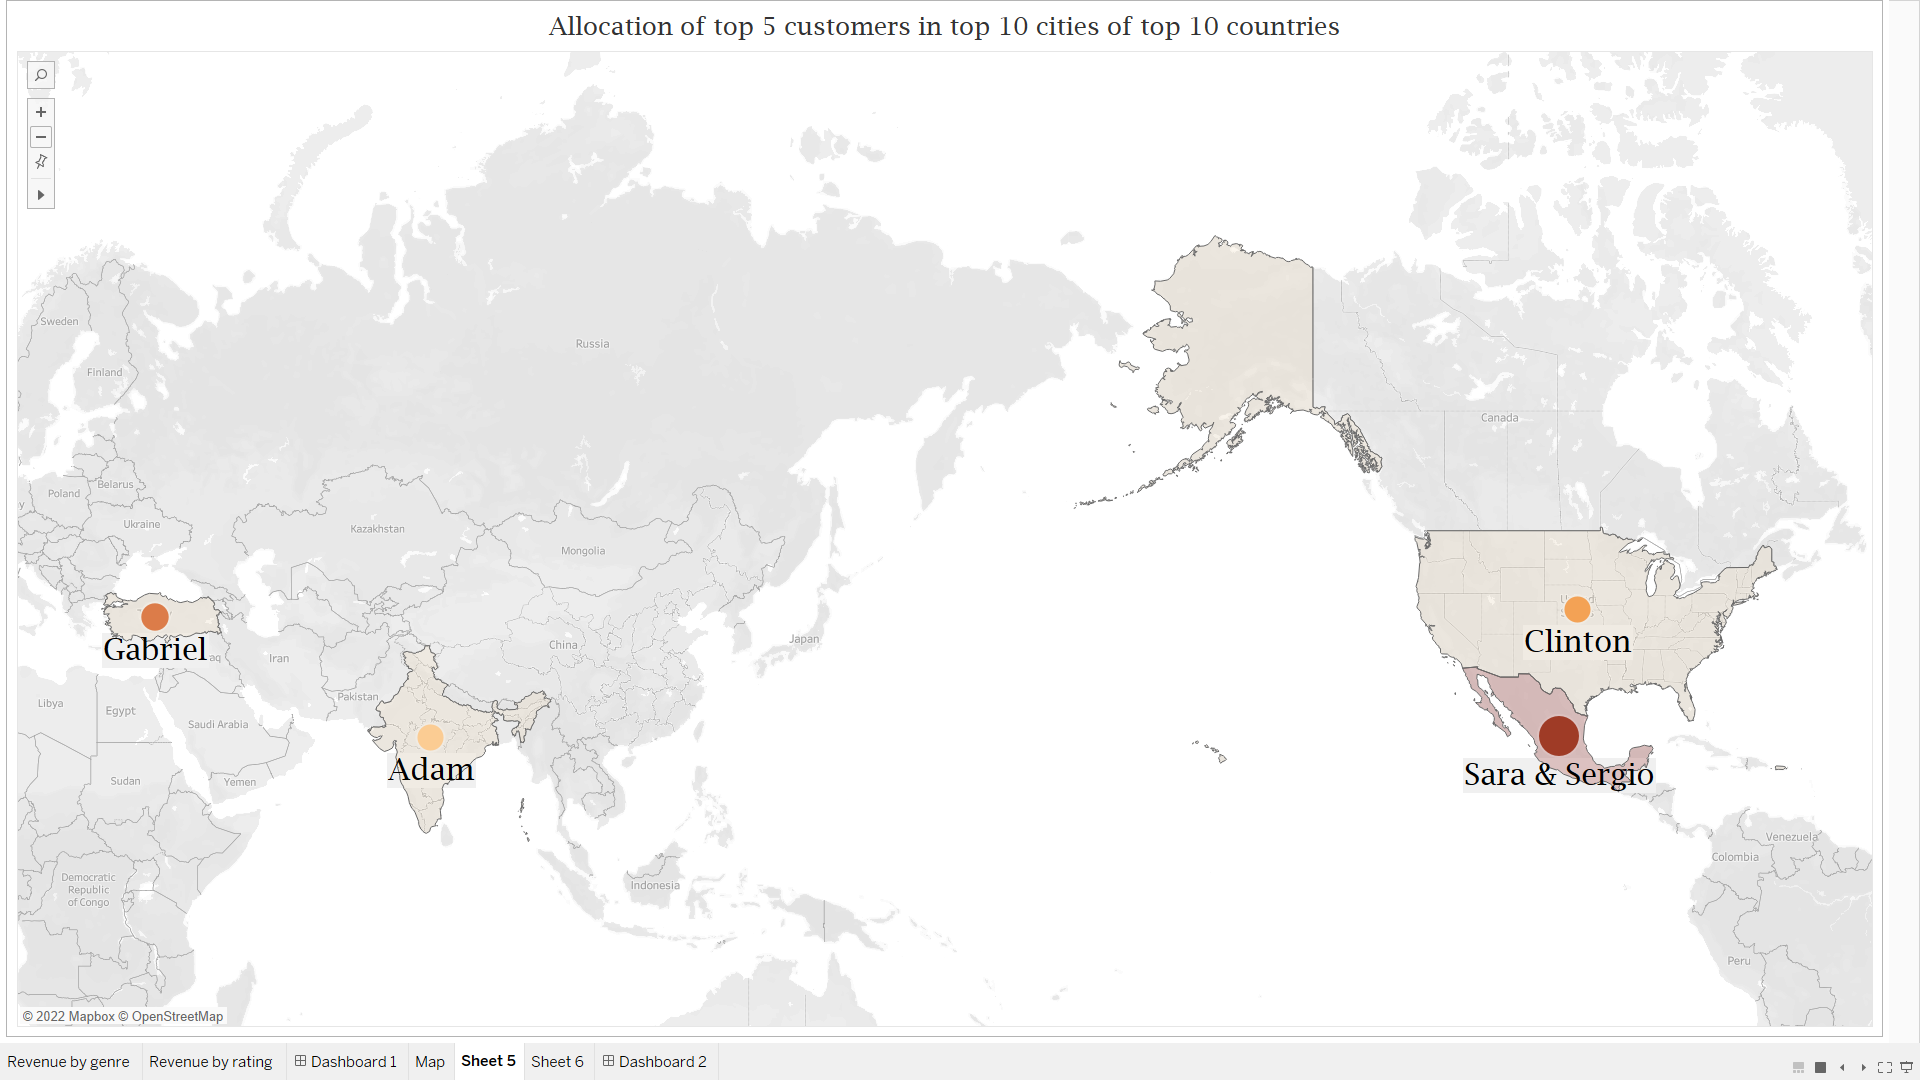 Allocation of top 5 customers in top 10 cities of top 10 countries
Sweden
Russia
Finland
Canada
Belarus
Poland
Ukraine
Kazakhstan
Mongolia
Gabriel
Japan
China
Iran
Clinton
Pakistan
Libya
Egypt
Saudi Arabia
Adam
Sara & Sergio
Sudan
Yemen
Venezuela
Colombia
Democratic
Republic
of Congo
Indonesia
Peru
© 2022 Mapbox © OpenStreetMap
Revenue by genre Revenue by rating Dashboard 1 Map Sheet 5 Sheet 6 Dashboard 2